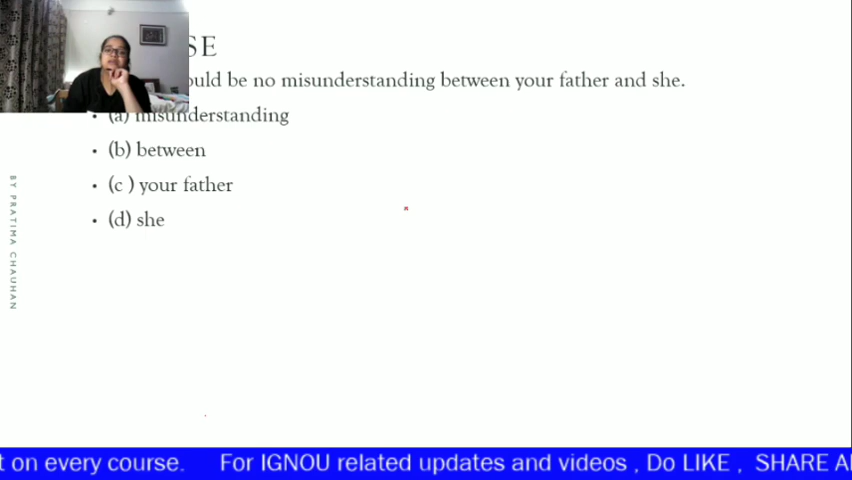 SE
ould be no misunderstanding between your father and she.
• (a) misunderstanding
• (b) between
• (c ) your father
• (d) she
BY PRATIMA CHAUHAN
t on every course. For IGNOU related updates and videos , Do LIKE , SHARE A